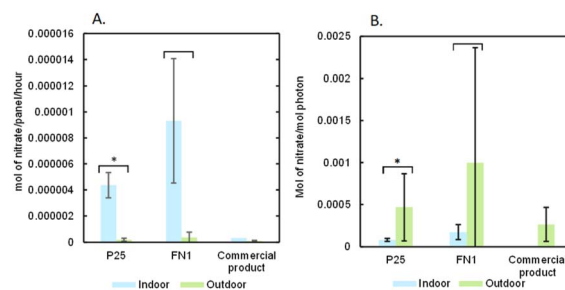 A.
mol of nitrate/panel/hour
0.000016
0.000014
0.000012
0.00001
0.000008
0.000006
0.000004
0.000002
0
*
P25
FN1
Commercial
product
Indoor
Outdoor
B.
Mol of nitrate/mol photon
0.0025
0.002
0.0015
0.001
0.0005
0
*
P25
FN1
Commercial
product
Indoor
Outdoor